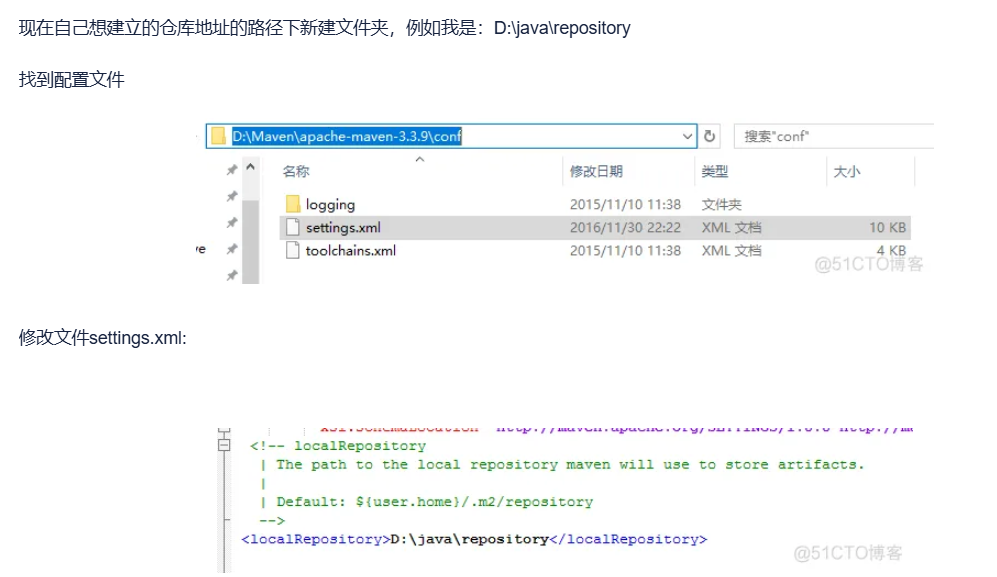 现在自己想建立的仓库地址的路径下新建文件夹，例如我是：D:\java\repository
找到配置文件
D:\Maven\apache-maven-3.3.9\conf
搜索"conf"
名称 修改日期 类型 大小
logging 2015/11/10 11:38 文件夹
settings.xml 2016/11/30 22:22 XML 文档 10 KB
ve toolchains.xml 2015/11/10 11:38 XML 文档 4 KB
@51CTO博客
修改文件settings.xml:
<!-- localRepository
| The path to the local repository maven will use to store artifacts.
|
| Default: ${user.home}/.m2/repository
-->
<localRepository>D:\java\repository</localRepository>
@51CTO博客